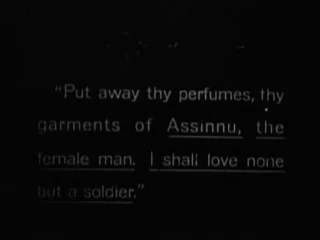 "Put away thy perfumes, thy
garments of Assinnu, the
female man. I shall love none
but a soldier."